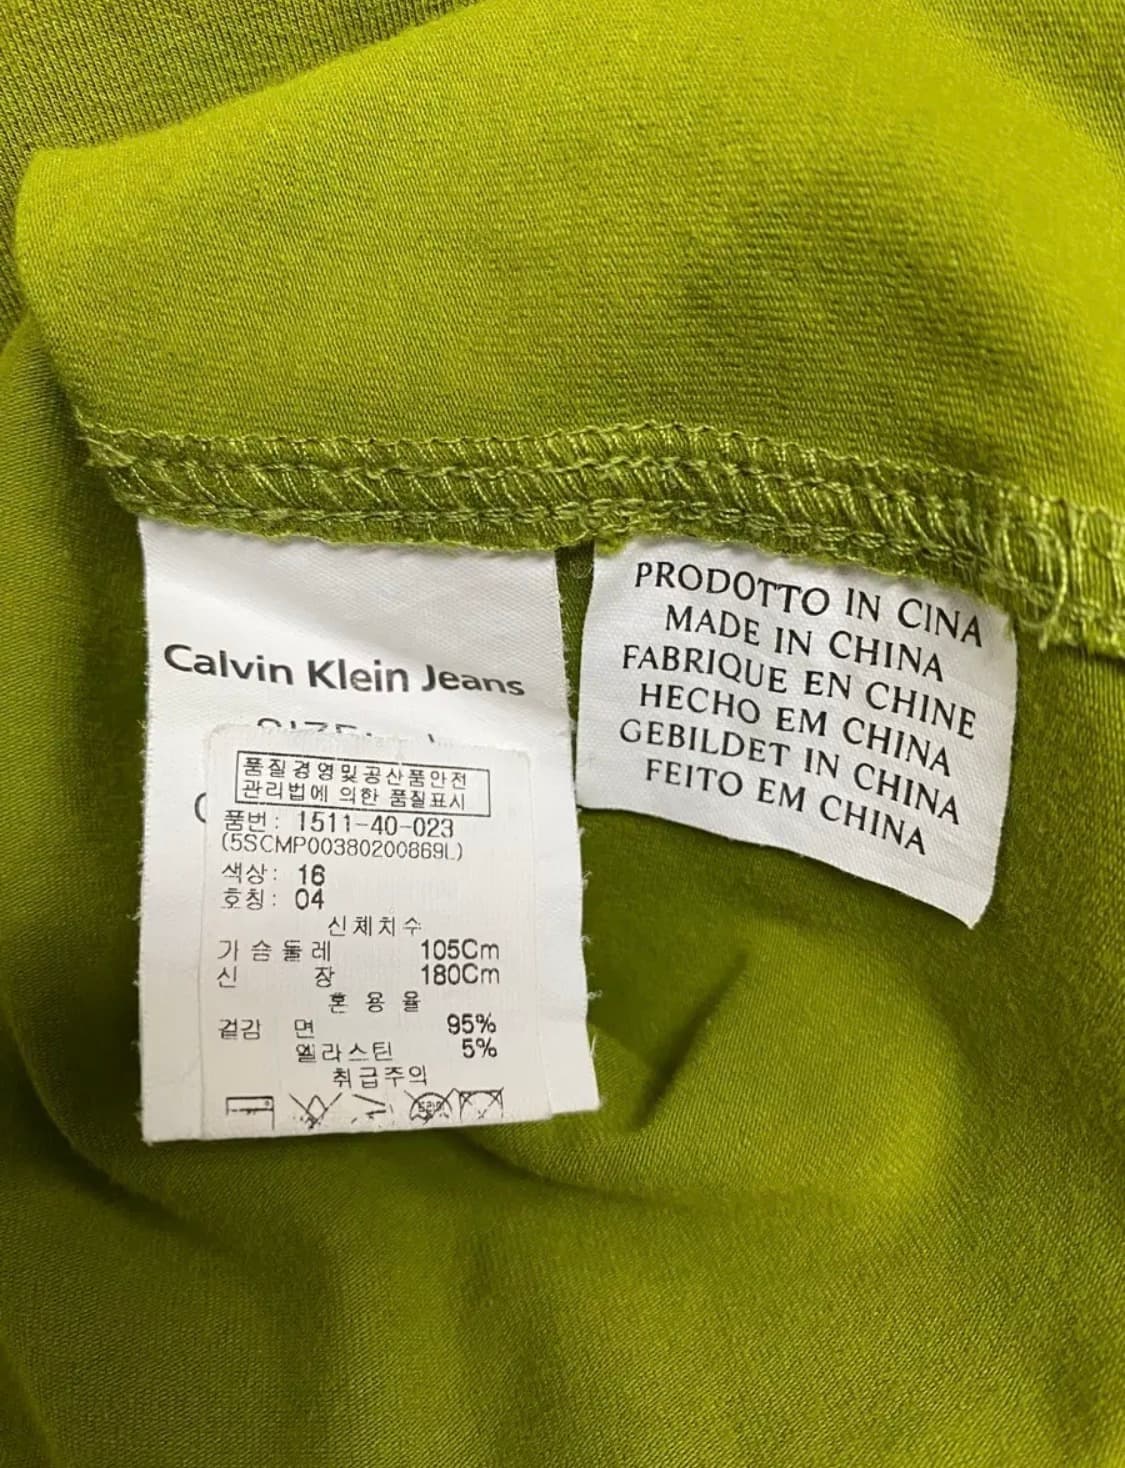 Calvin Klein Jeans
품질경영및공산품안전
관리법에 의한 품질표시
품번: 1511-40-023
(5SCMP00380200869L)
색상: 16
호칭: 04
신체치수
가슴둘레 105Cm
신 장 180Cm
혼 용 율
겉감 면 95%
엘라스틴 5%
취급주의
PRODOTTO IN CINA
MADE IN CHINA
FABRIQUE EN CHINE
HECHO EM CHINA
GEBILDET IN CHINA
FEITO EM CHINA